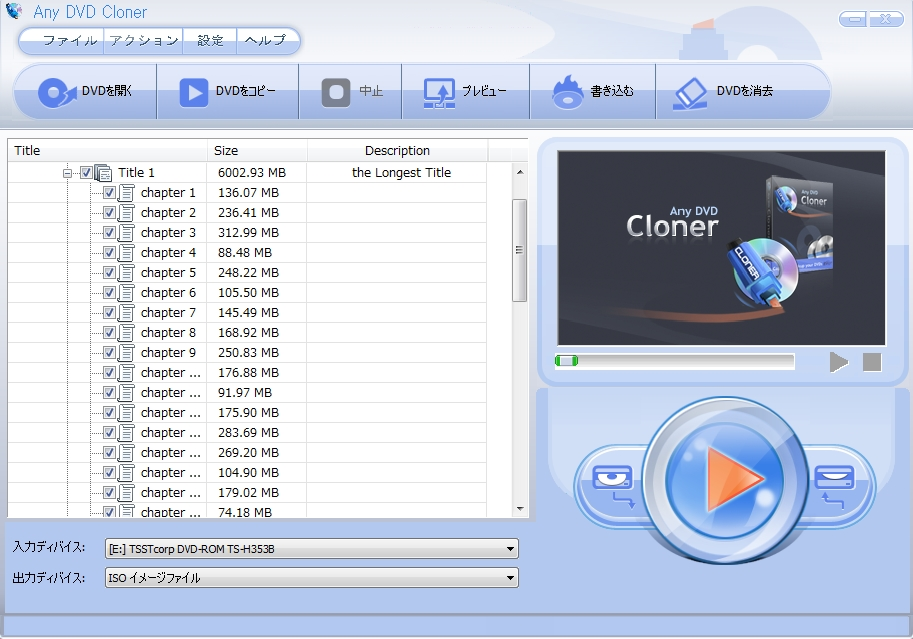 Any DVD Cloner
ファイル アクション 設定 ヘルプ
DVDを開く DVDをコピー 中止 プレビュー 書き込む DVDを消去
Title Size Description
Title 1 6002.93 MB the Longest Title
chapter 1 136.07 MB
chapter 2 236.41 MB
chapter 3 312.99 MB
chapter 4 88.48 MB
chapter 5 248.22 MB
chapter 6 105.50 MB
chapter 7 145.49 MB
chapter 8 168.92 MB
chapter 9 250.83 MB
chapter ... 176.88 MB
chapter ... 91.97 MB
chapter ... 175.90 MB
chapter ... 283.69 MB
chapter ... 269.20 MB
chapter ... 104.90 MB
chapter ... 179.02 MB
chapter ... 74.18 MB
Any DVD
Cloner
Any DVD
Cloner
CLONER
入力ディバイス: [E:] TSSTcorp DVD-ROM TS-H353B
出力ディバイス: ISO イメージファイル